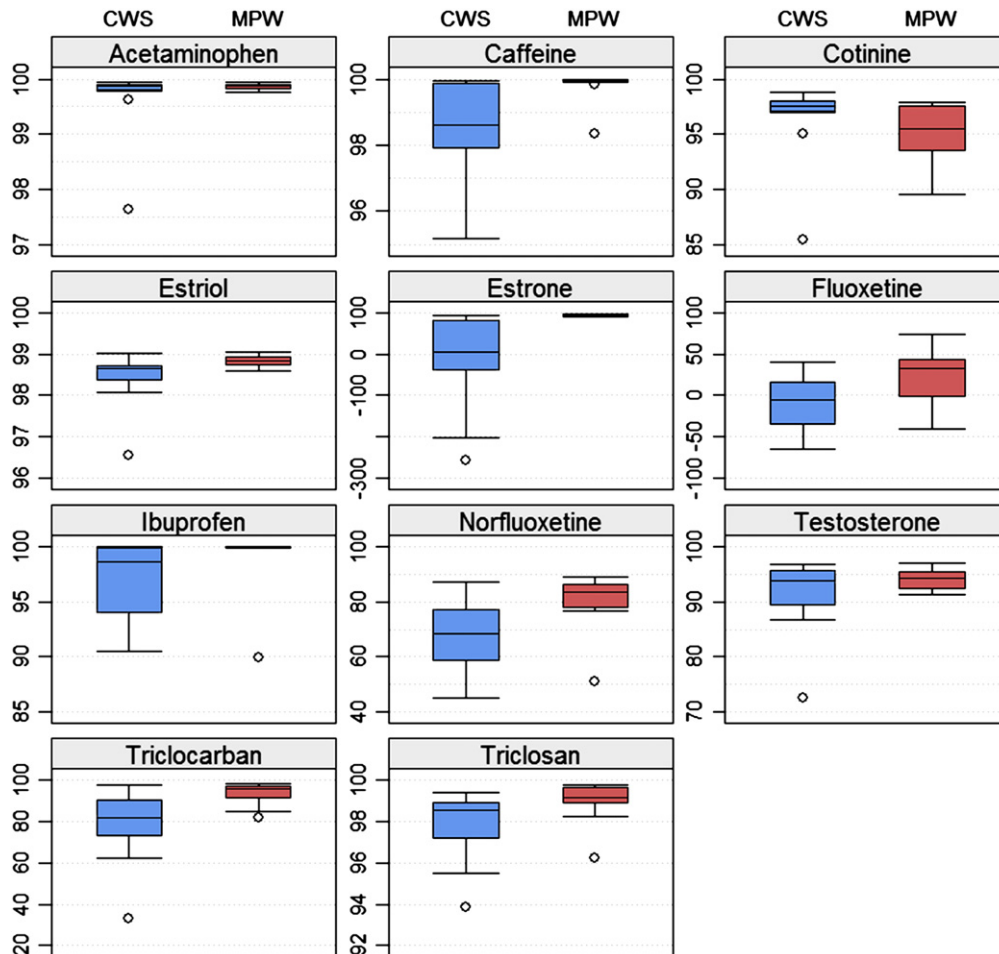 CWS MPW CWS MPW CWS MPW
Acetaminophen Caffeine Cotinine
100 99 98 97
100 98 96
100 95 90 85
Estriol Estrone Fluoxetine
100 99 98 97 96
100 0 -100 -300
100 50 0 -50 -100
Ibuprofen Norfluoxetine Testosterone
100 95 90 85
100 80 60 40
100 90 80 70
Triclocarban Triclosan
100 80 60 40 20
100 98 96 94 92